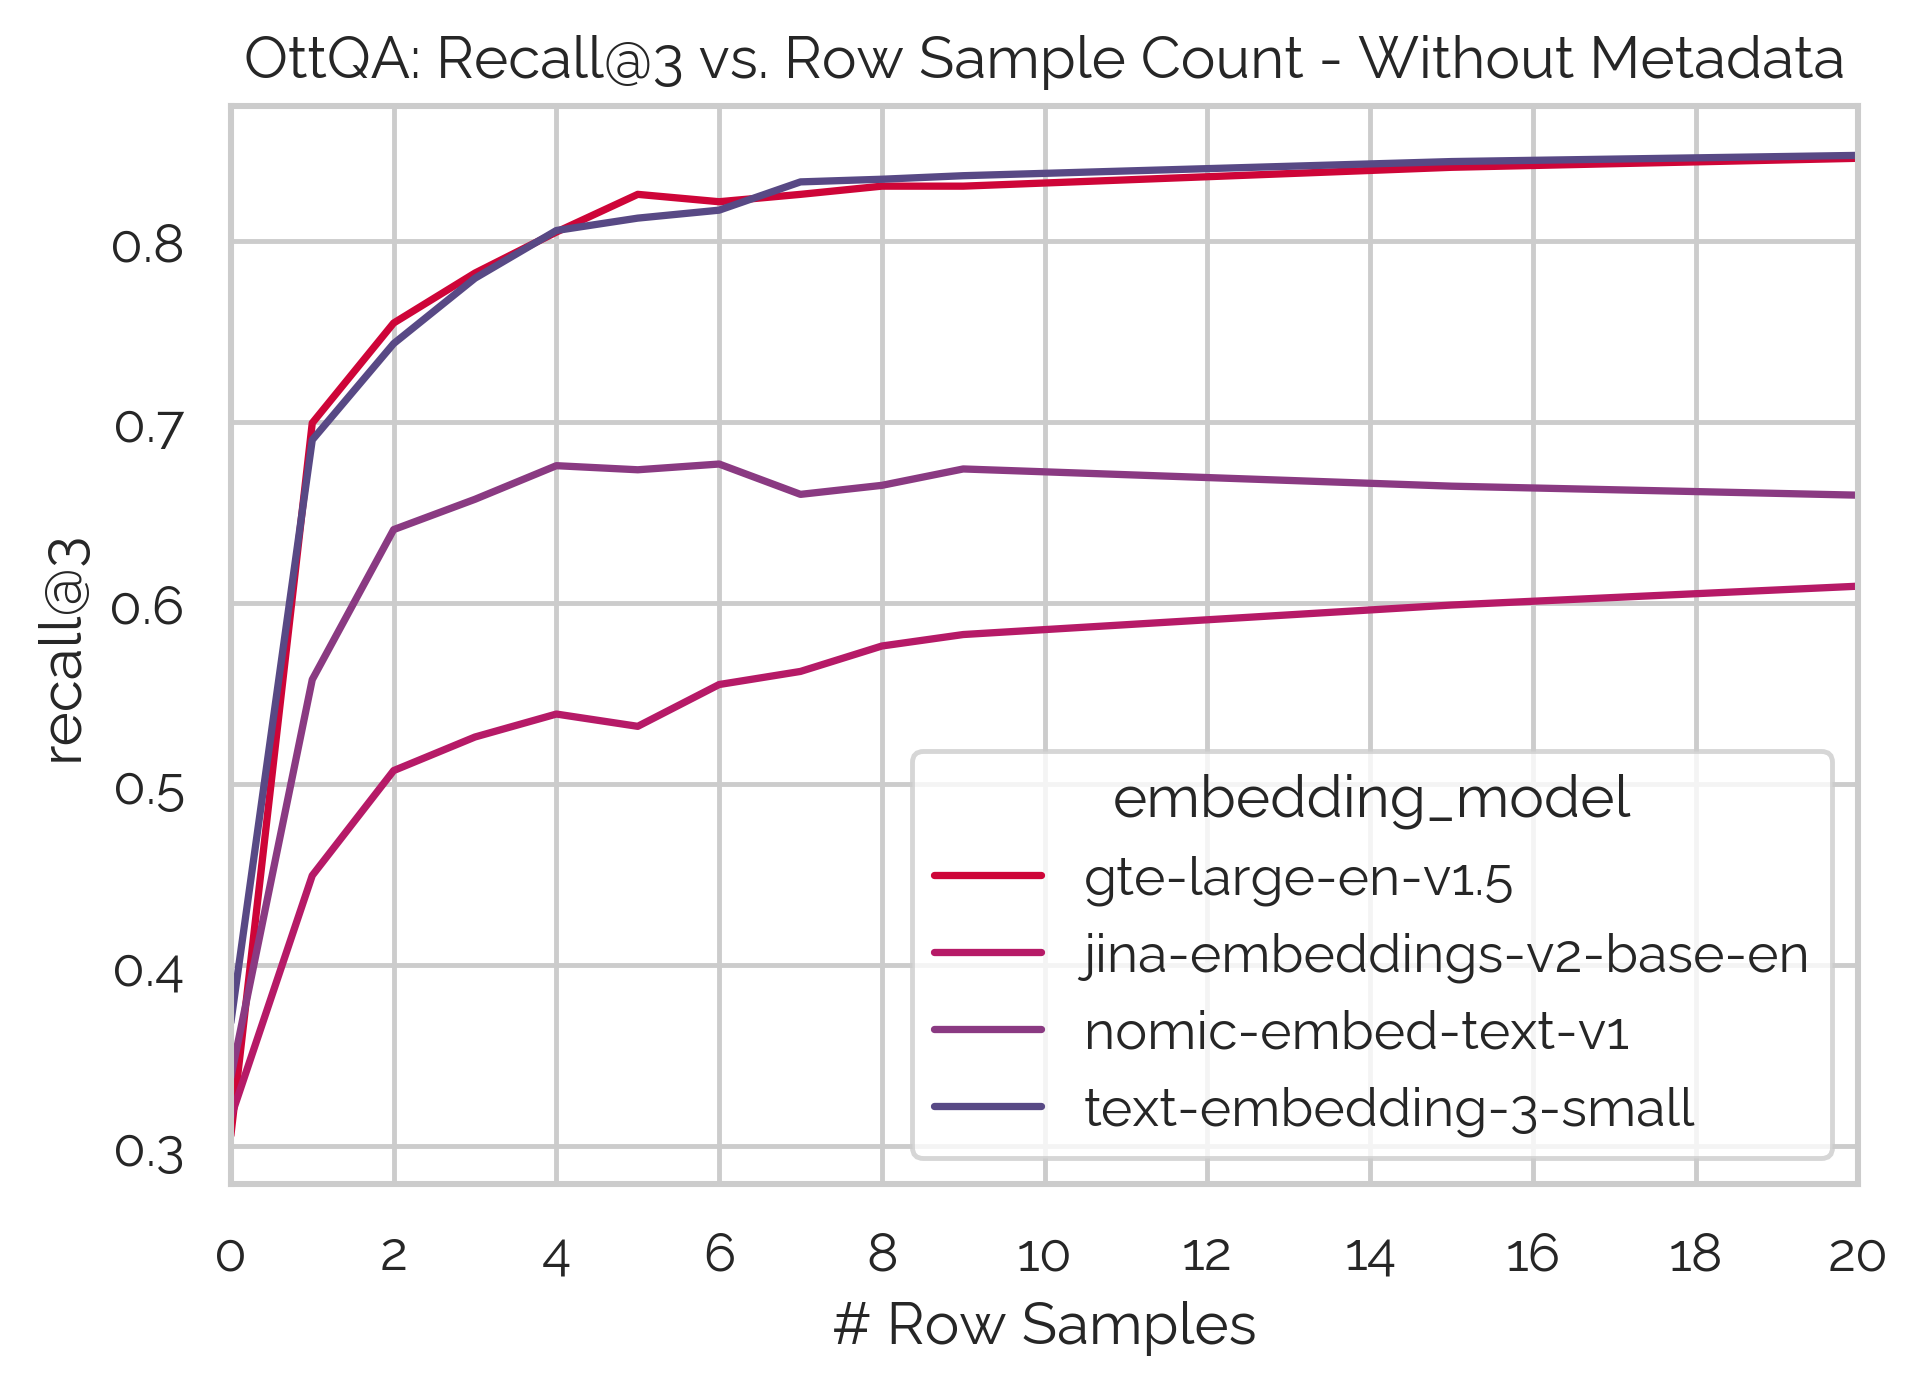 OttQA: Recall@3 vs. Row Sample Count - Without Metadata
recall@3
0.8
0.7
0.6
0.5
0.4
0.3
embedding_model
gte-large-en-v1.5
jina-embeddings-v2-base-en
nomic-embed-text-v1
text-embedding-3-small
0 2 4 6 8 10 12 14 16 18 20
# Row Samples